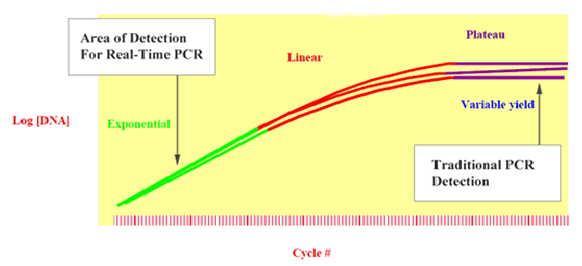 Plateau
Area of Detection
For Real-Time PCR
Linear
Variable yield
Log [DNA]
Exponential
Traditional PCR
Detection
Cycle #